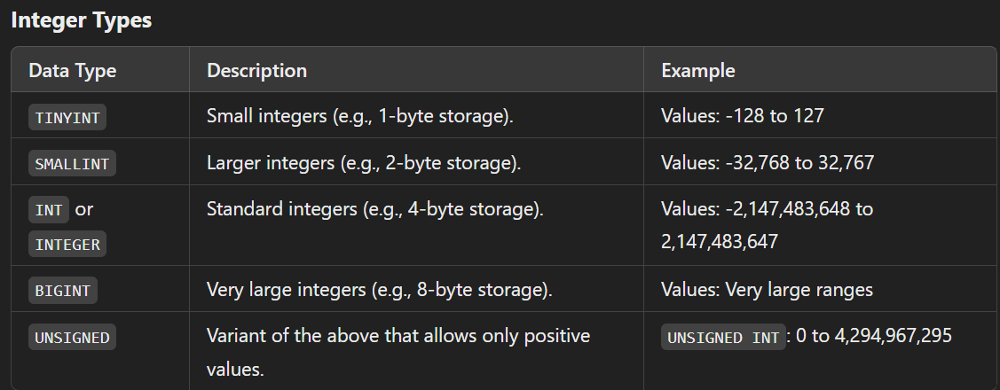 Integer Types
Data Type Description Example
TINYINT Small integers (e.g., 1-byte storage). Values: -128 to 127
SMALLINT Larger integers (e.g., 2-byte storage). Values: -32,768 to 32,767
INT or Standard integers (e.g., 4-byte storage). Values: -2,147,483,648 to
INTEGER 2,147,483,647
BIGINT Very large integers (e.g., 8-byte storage). Values: Very large ranges
UNSIGNED Variant of the above that allows only positive UNSIGNED INT: 0 to 4,294,967,295
values.